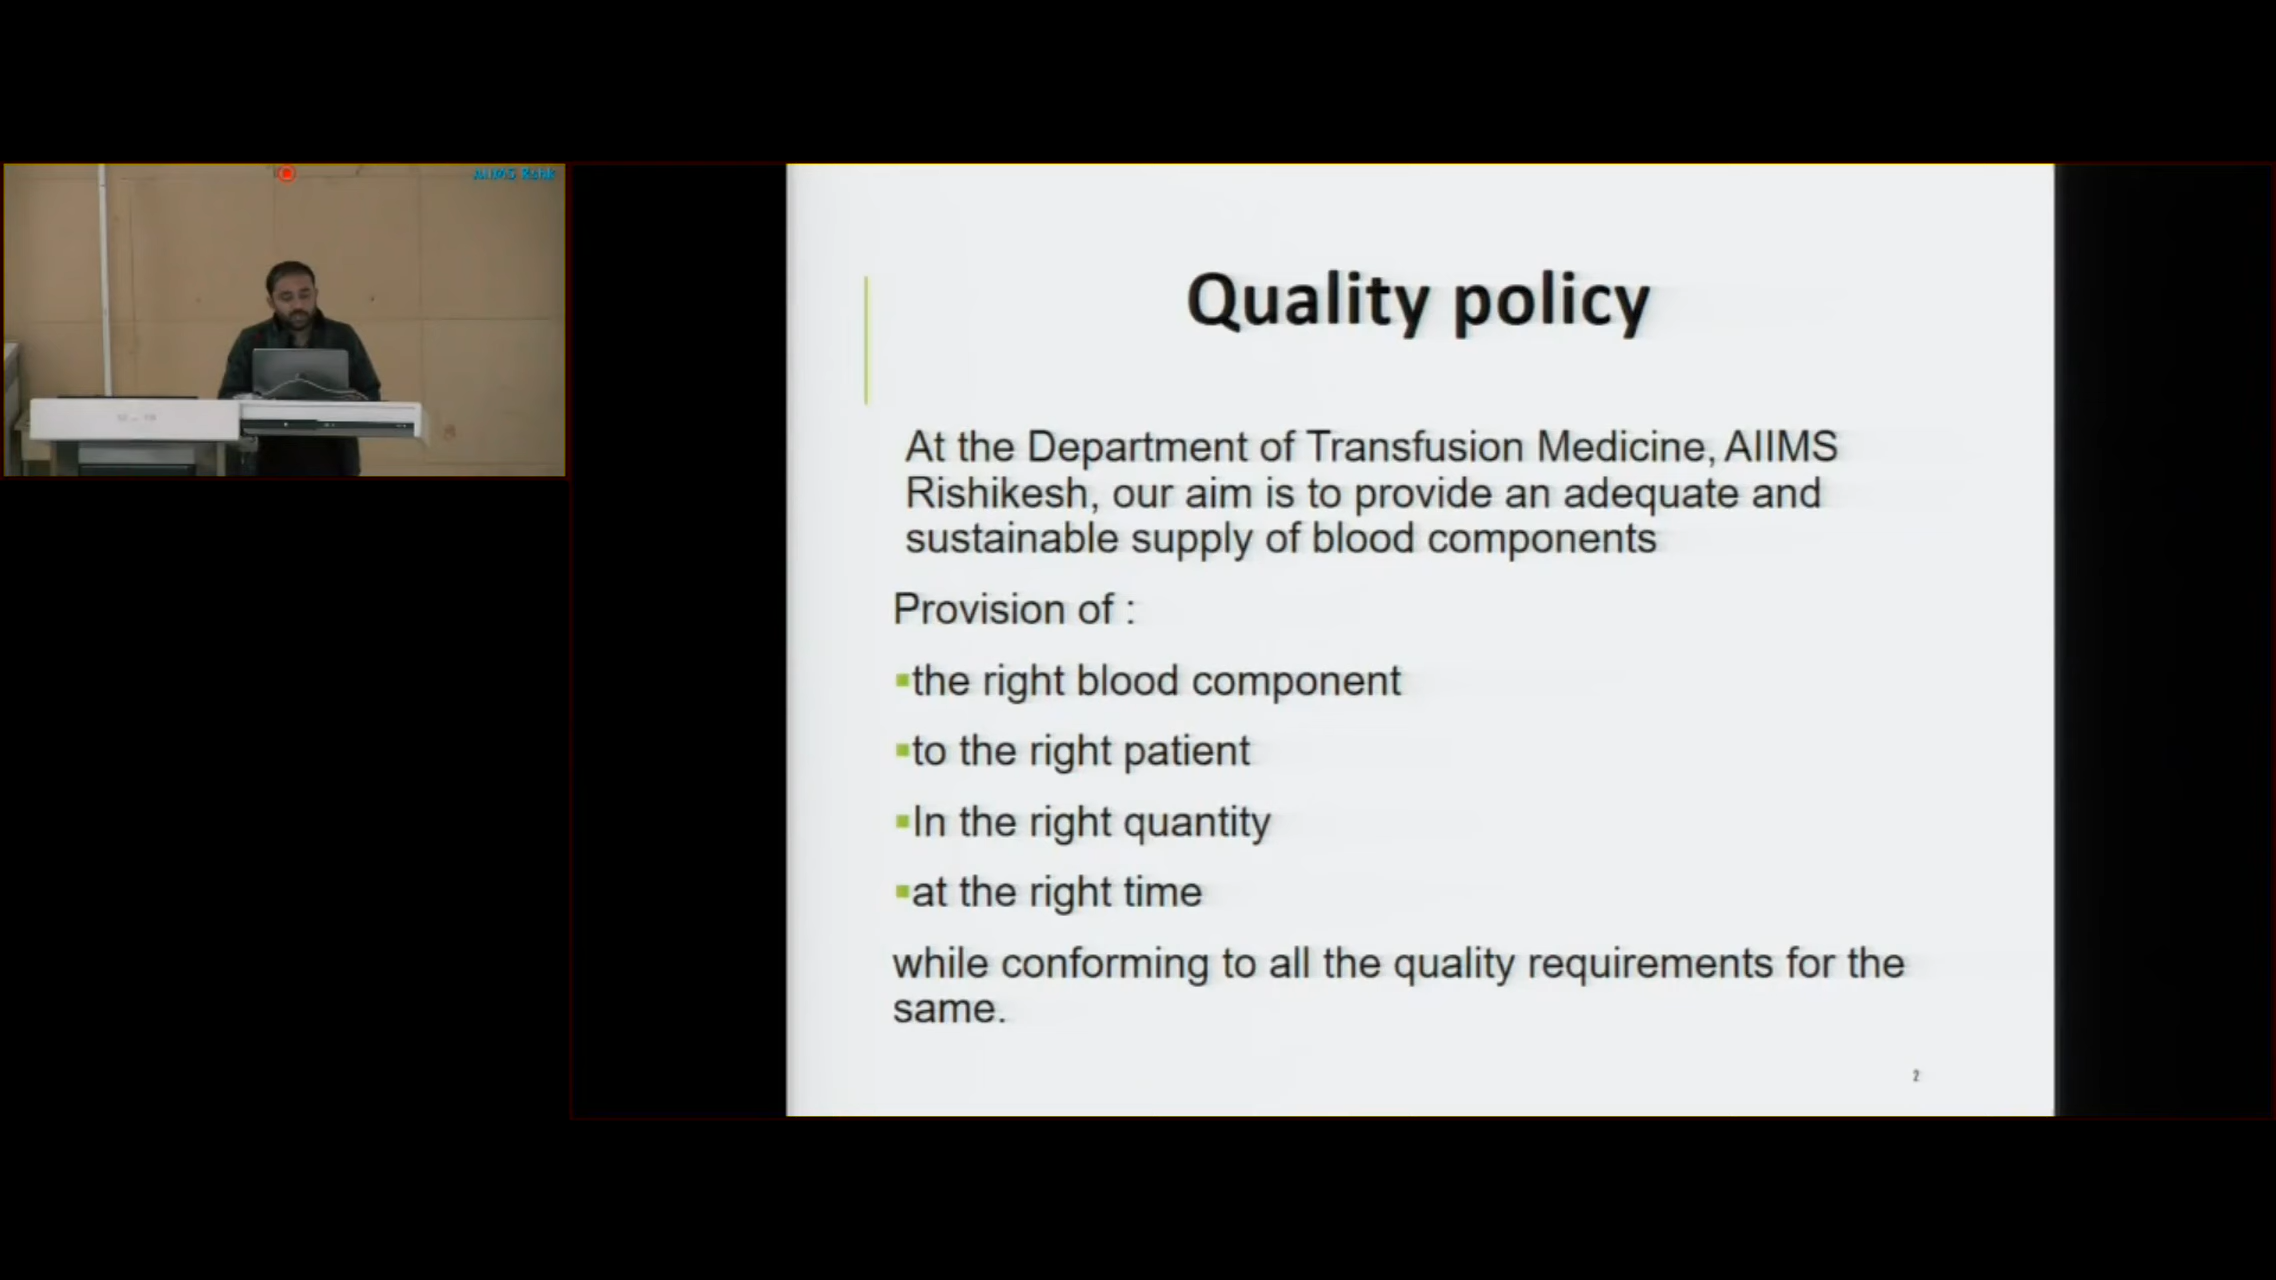 AIIMS Rshk
Quality policy
At the Department of Transfusion Medicine, AIIMS
Rishikesh, our aim is to provide an adequate and
sustainable supply of blood components
Provision of :
▪the right blood component
▪to the right patient
▪In the right quantity
▪at the right time
while conforming to all the quality requirements for the
same.
2